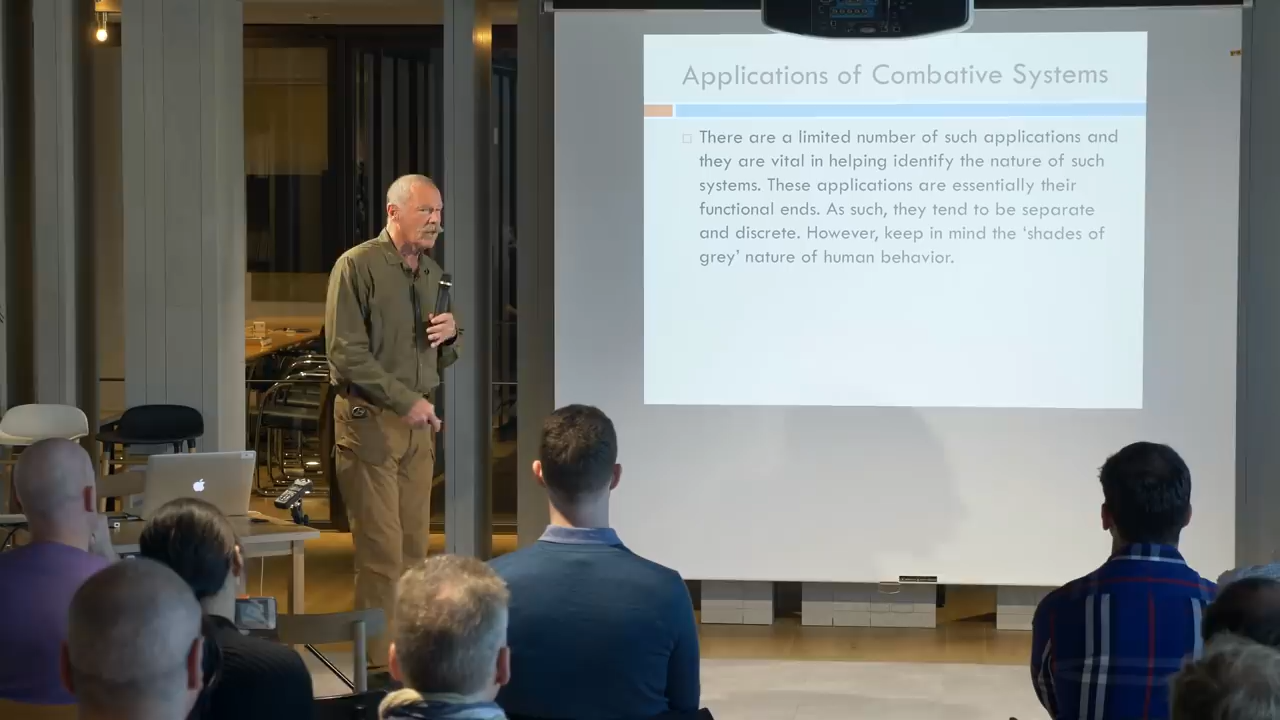 Applications of Combative Systems
There are a limited number of such applications and
they are vital in helping identify the nature of such
systems. These applications are essentially their
functional ends. As such, they tend to be separate
and discrete. However, keep in mind the ‘shades of
grey’ nature of human behavior.